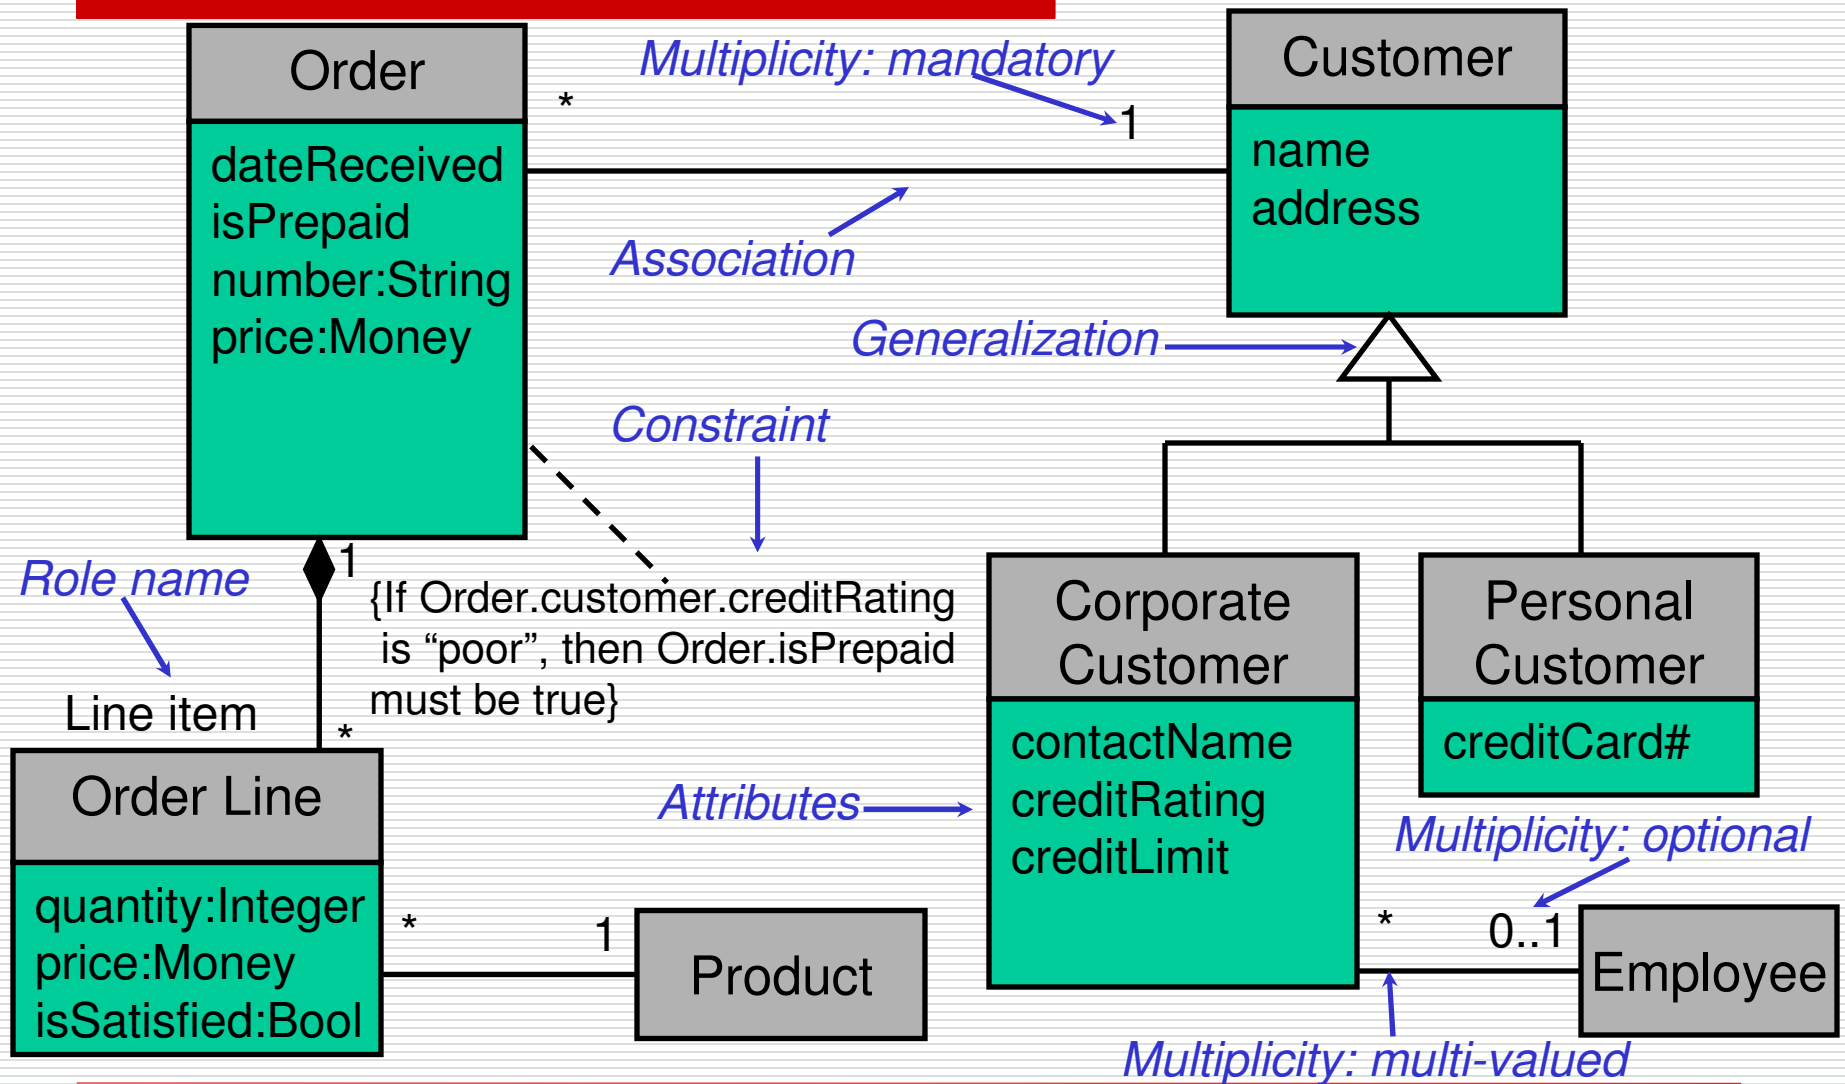 Order
dateReceived
isPrepaid
number:String
price:Money
*
Multiplicity: mandatory
1
Customer
name
address
Association
Generalization
Constraint
1
Role name
{If Order.customer.creditRating
is “poor”, then Order.isPrepaid
must be true}
Line item
*
Order Line
quantity:Integer
price:Money
isSatisfied:Bool
*
1
Product
Corporate
Customer
contactName
creditRating
creditLimit
Attributes
Personal
Customer
creditCard#
Multiplicity: optional
*
0..1
Employee
Multiplicity: multi-valued